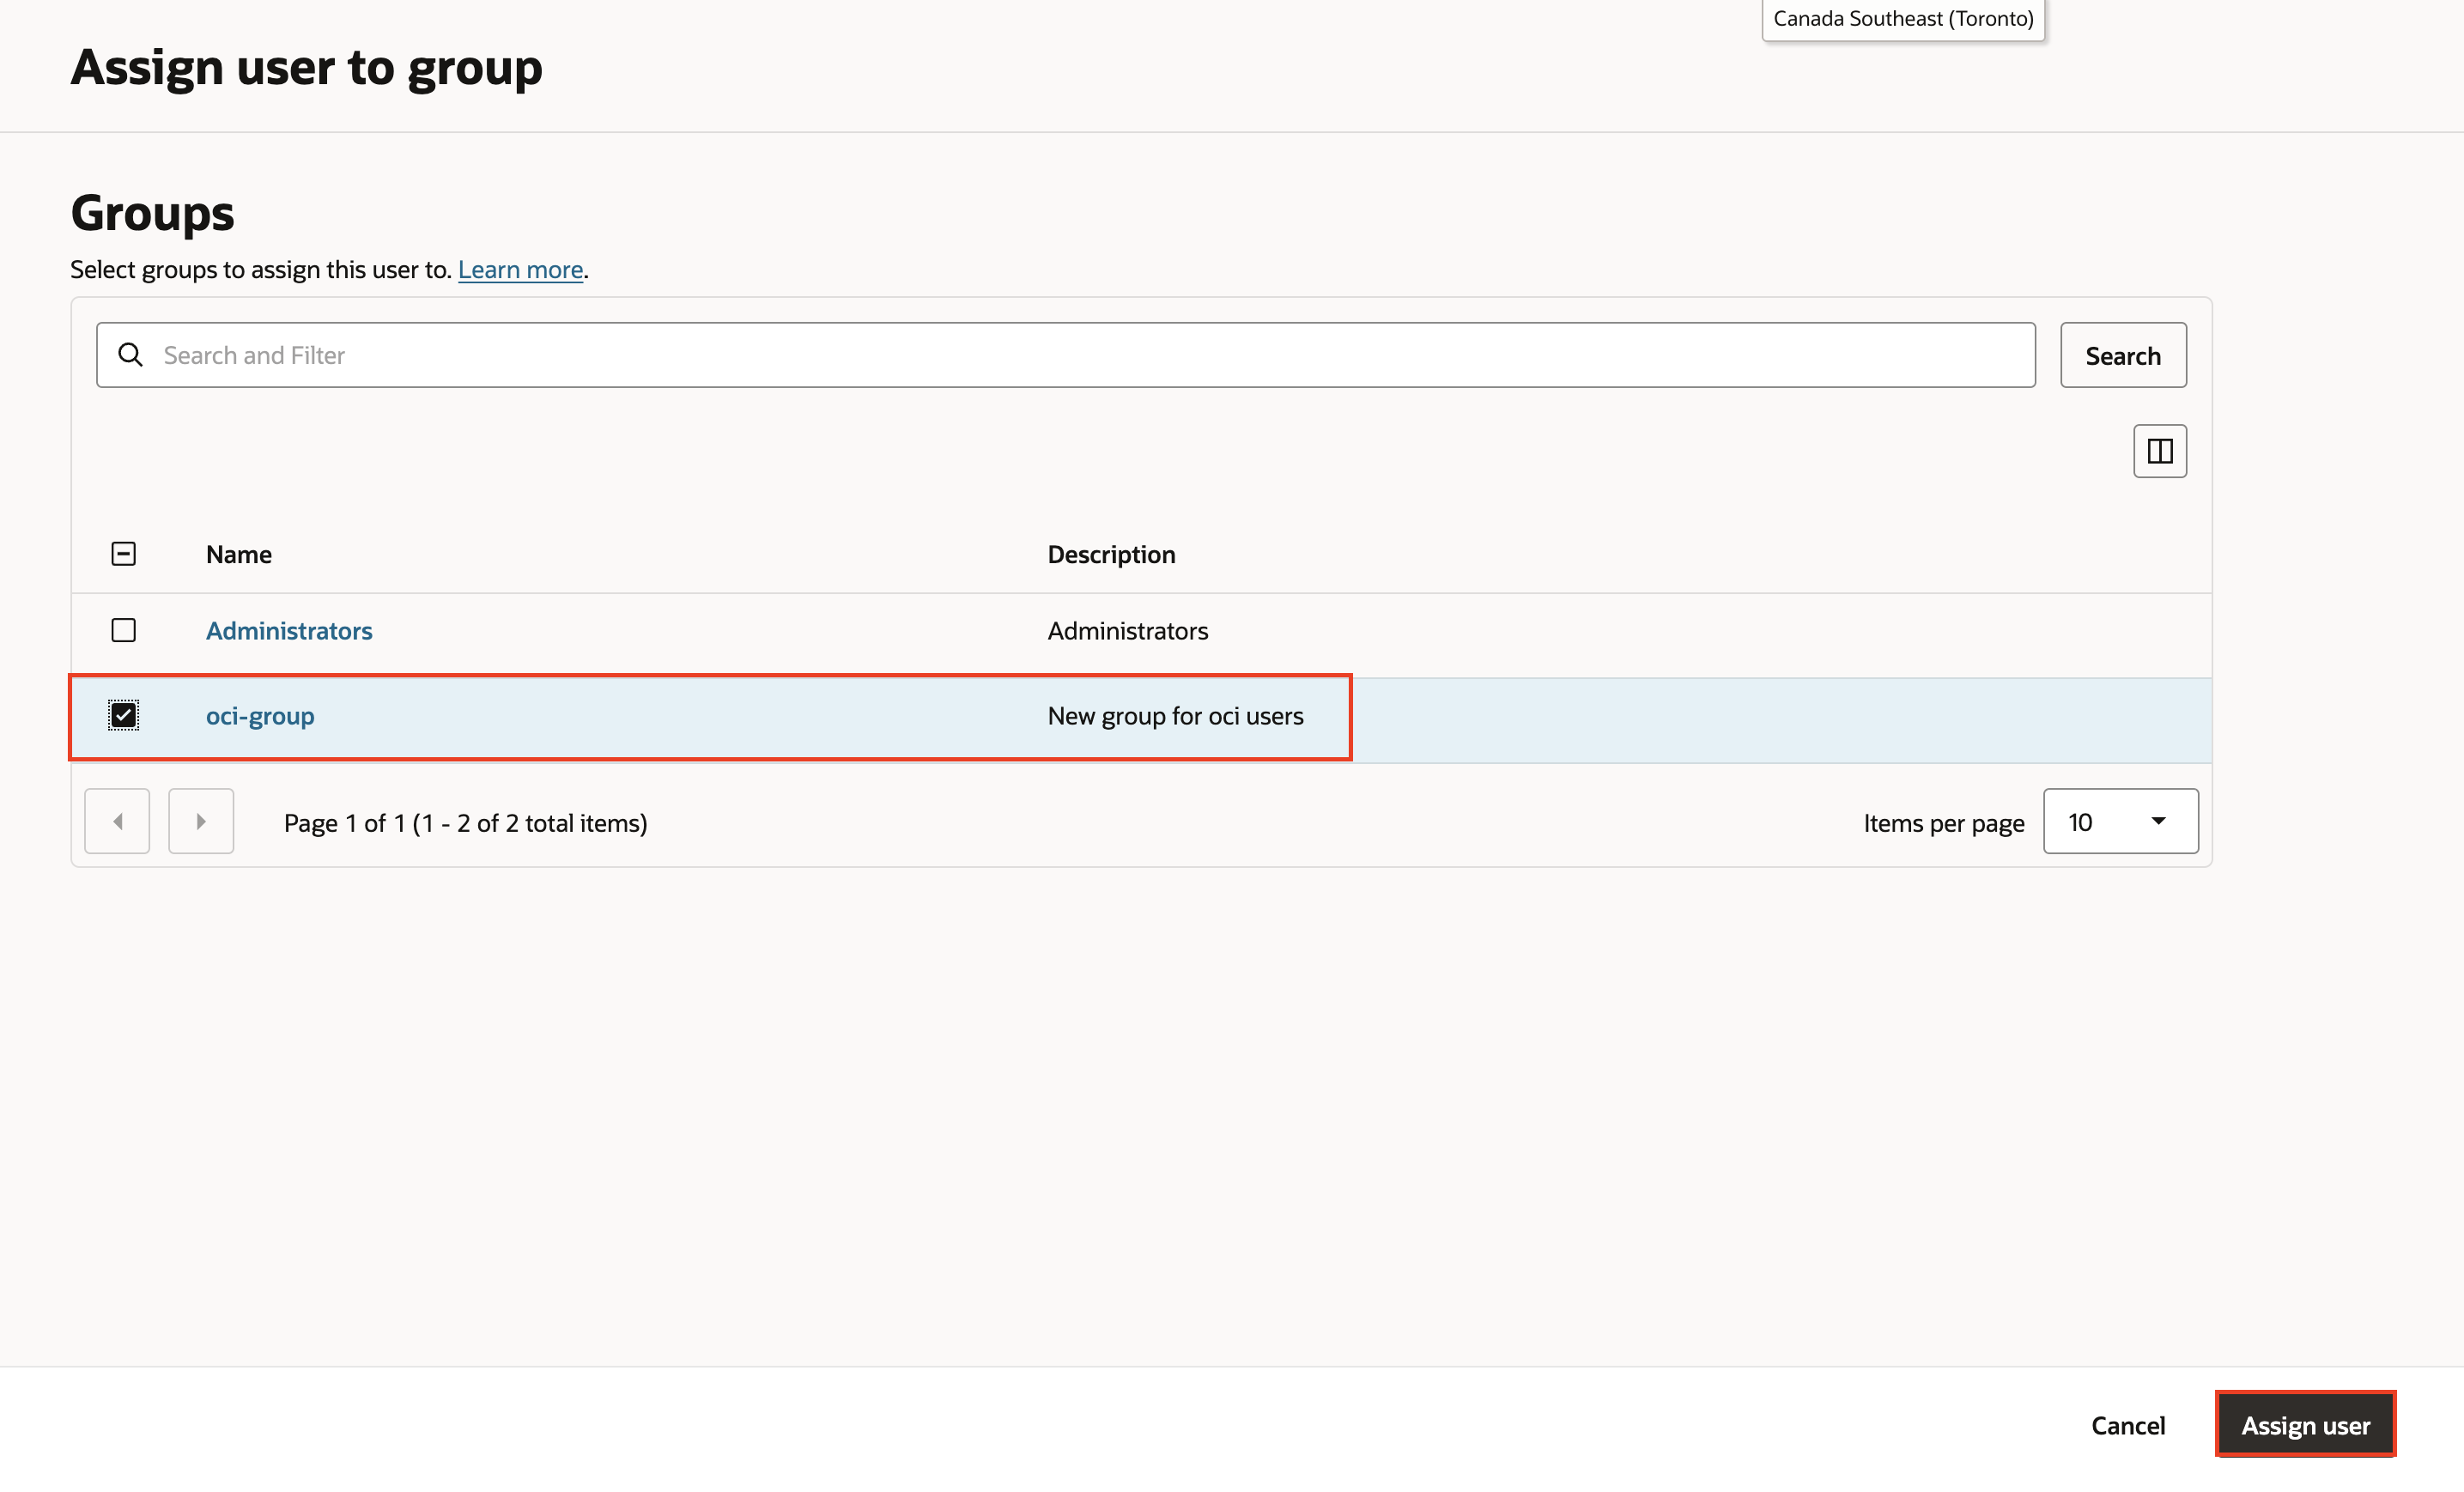 Canada Southeast (Toronto)
Assign user to group
Groups
Select groups to assign this user to. Learn more.
Search and Filter
Search
Name Description
Administrators Administrators
oci-group New group for oci users
Page 1 of 1 (1 - 2 of 2 total items) Items per page 10
Cancel Assign user